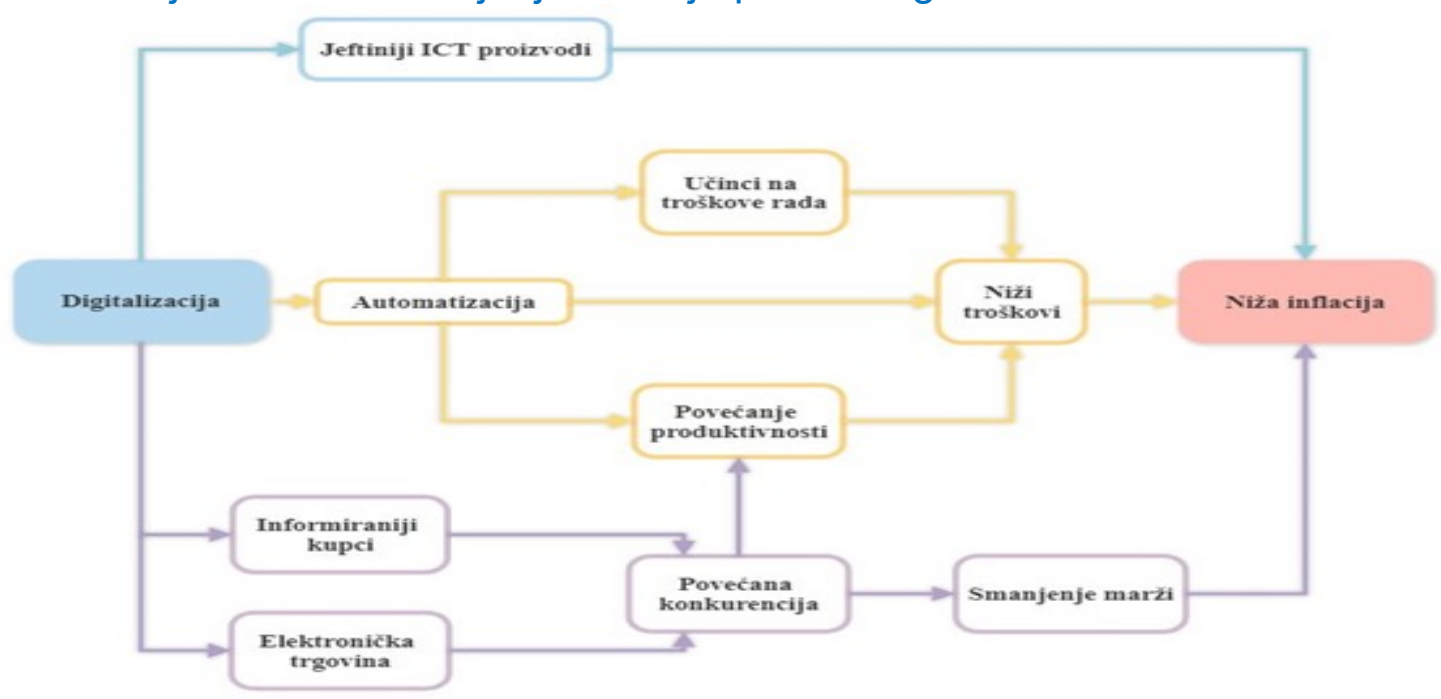 Jeftiniji ICT proizvodi
Učinci na
troškove rada
Digitalizacija
Automatizacija
Niži
troškovi
Niža inflacija
Povećanje
produktivnosti
Informiraniji
kupci
Povećana
konkurencija
Smanjenje marži
Elektronička
trgovina